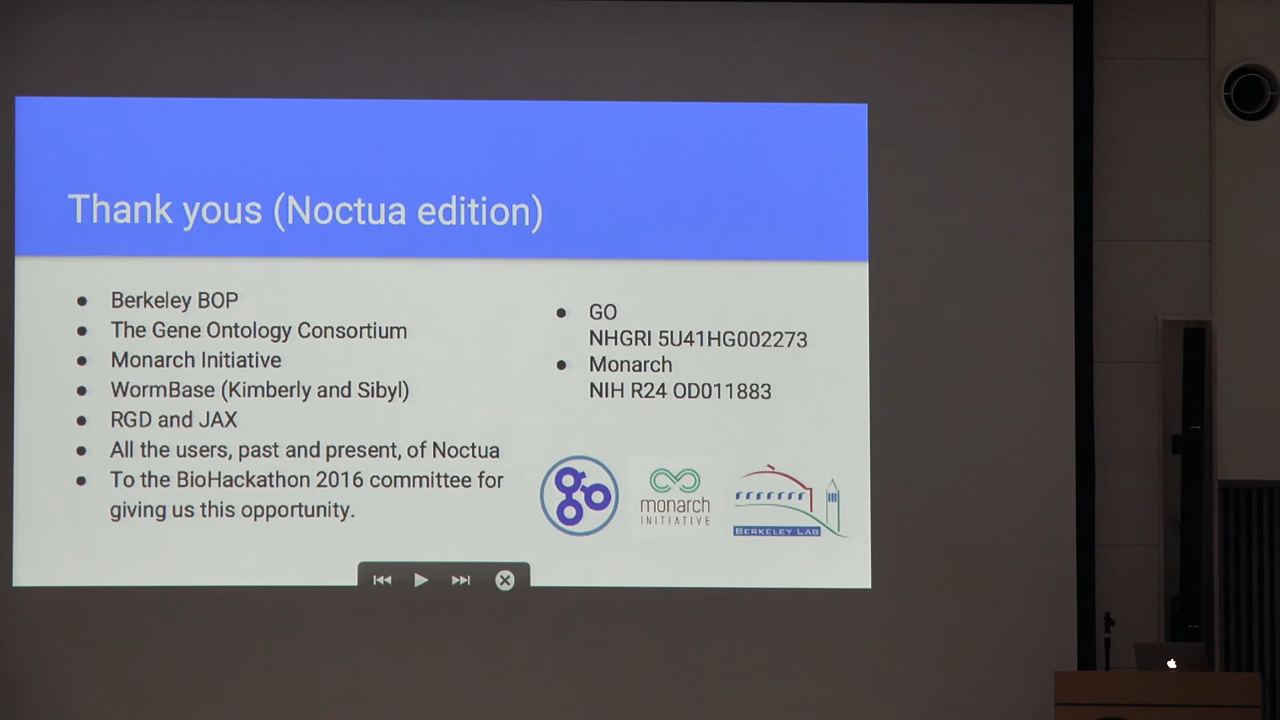 Thank yous (Noctua edition)
Berkeley BOP
The Gene Ontology Consortium
Monarch Initiative
WormBase (Kimberly and Sibyl)
RGD and JAX
All the users, past and present, of Noctua
To the BioHackathon 2016 committee for
giving us this opportunity.
GO
NHGRI 5U41HG002273
Monarch
NIH R24 OD011883
go
monarch
INITIATIVE
BERKELEY LAB